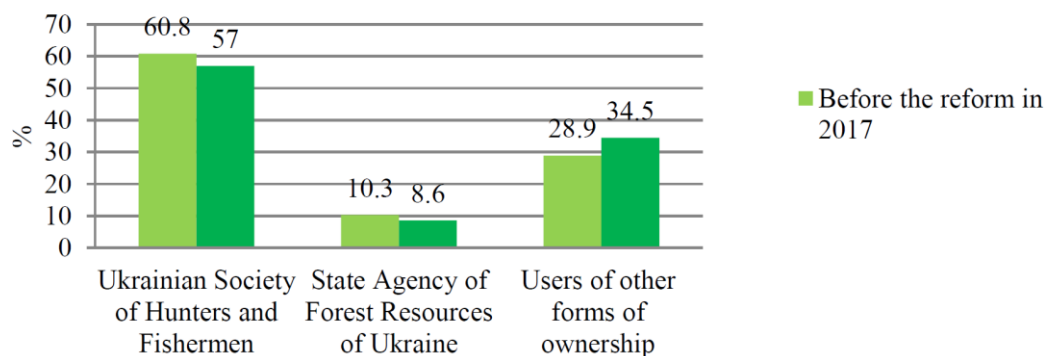 70
60
50
40
30
20
10
0
%
60.8
57
10.3
8.6
28.9
34.5
Ukrainian Society
of Hunters and
Fishermen
State Agency of
Forest Resources
of Ukraine
Users of other
forms of
ownership
Before the reform in
2017